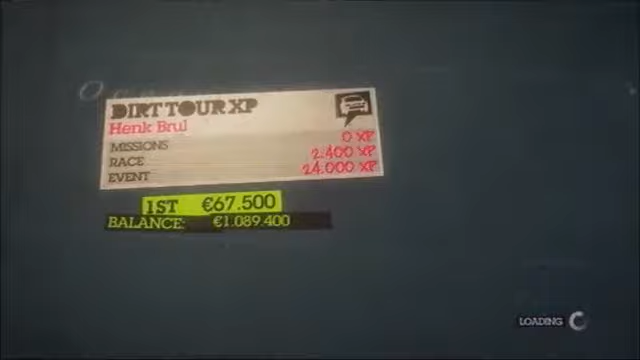 DIRT TOUR XP
Henk Brul
MISSIONS 0 XP
RACE 2.400 XP
EVENT 24.000 XP
1ST €67.500
BALANCE: €1.089.400
LOADING